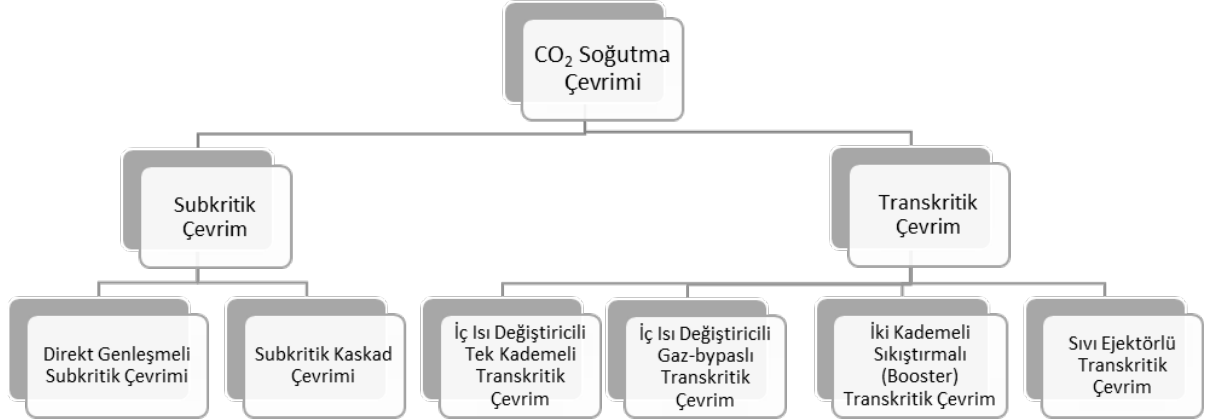 CO₂ Soğutma
Çevrimi
Subkritik
Çevrim
Transkritik
Çevrim
Direkt Genleşmeli
Subkritik Çevrimi
Subkritik Kaskad
Çevrimi
İç Isı Değiştiricili
Tek Kademeli
Transkritik
Çevrim
İç Isı Değiştiricili
Gaz-bypaslı
Transkritik
Çevrim
İki Kademeli
Sıkıştırmalı
(Booster)
Transkritik Çevrim
Sıvı Ejektörlü
Transkritik
Çevrim